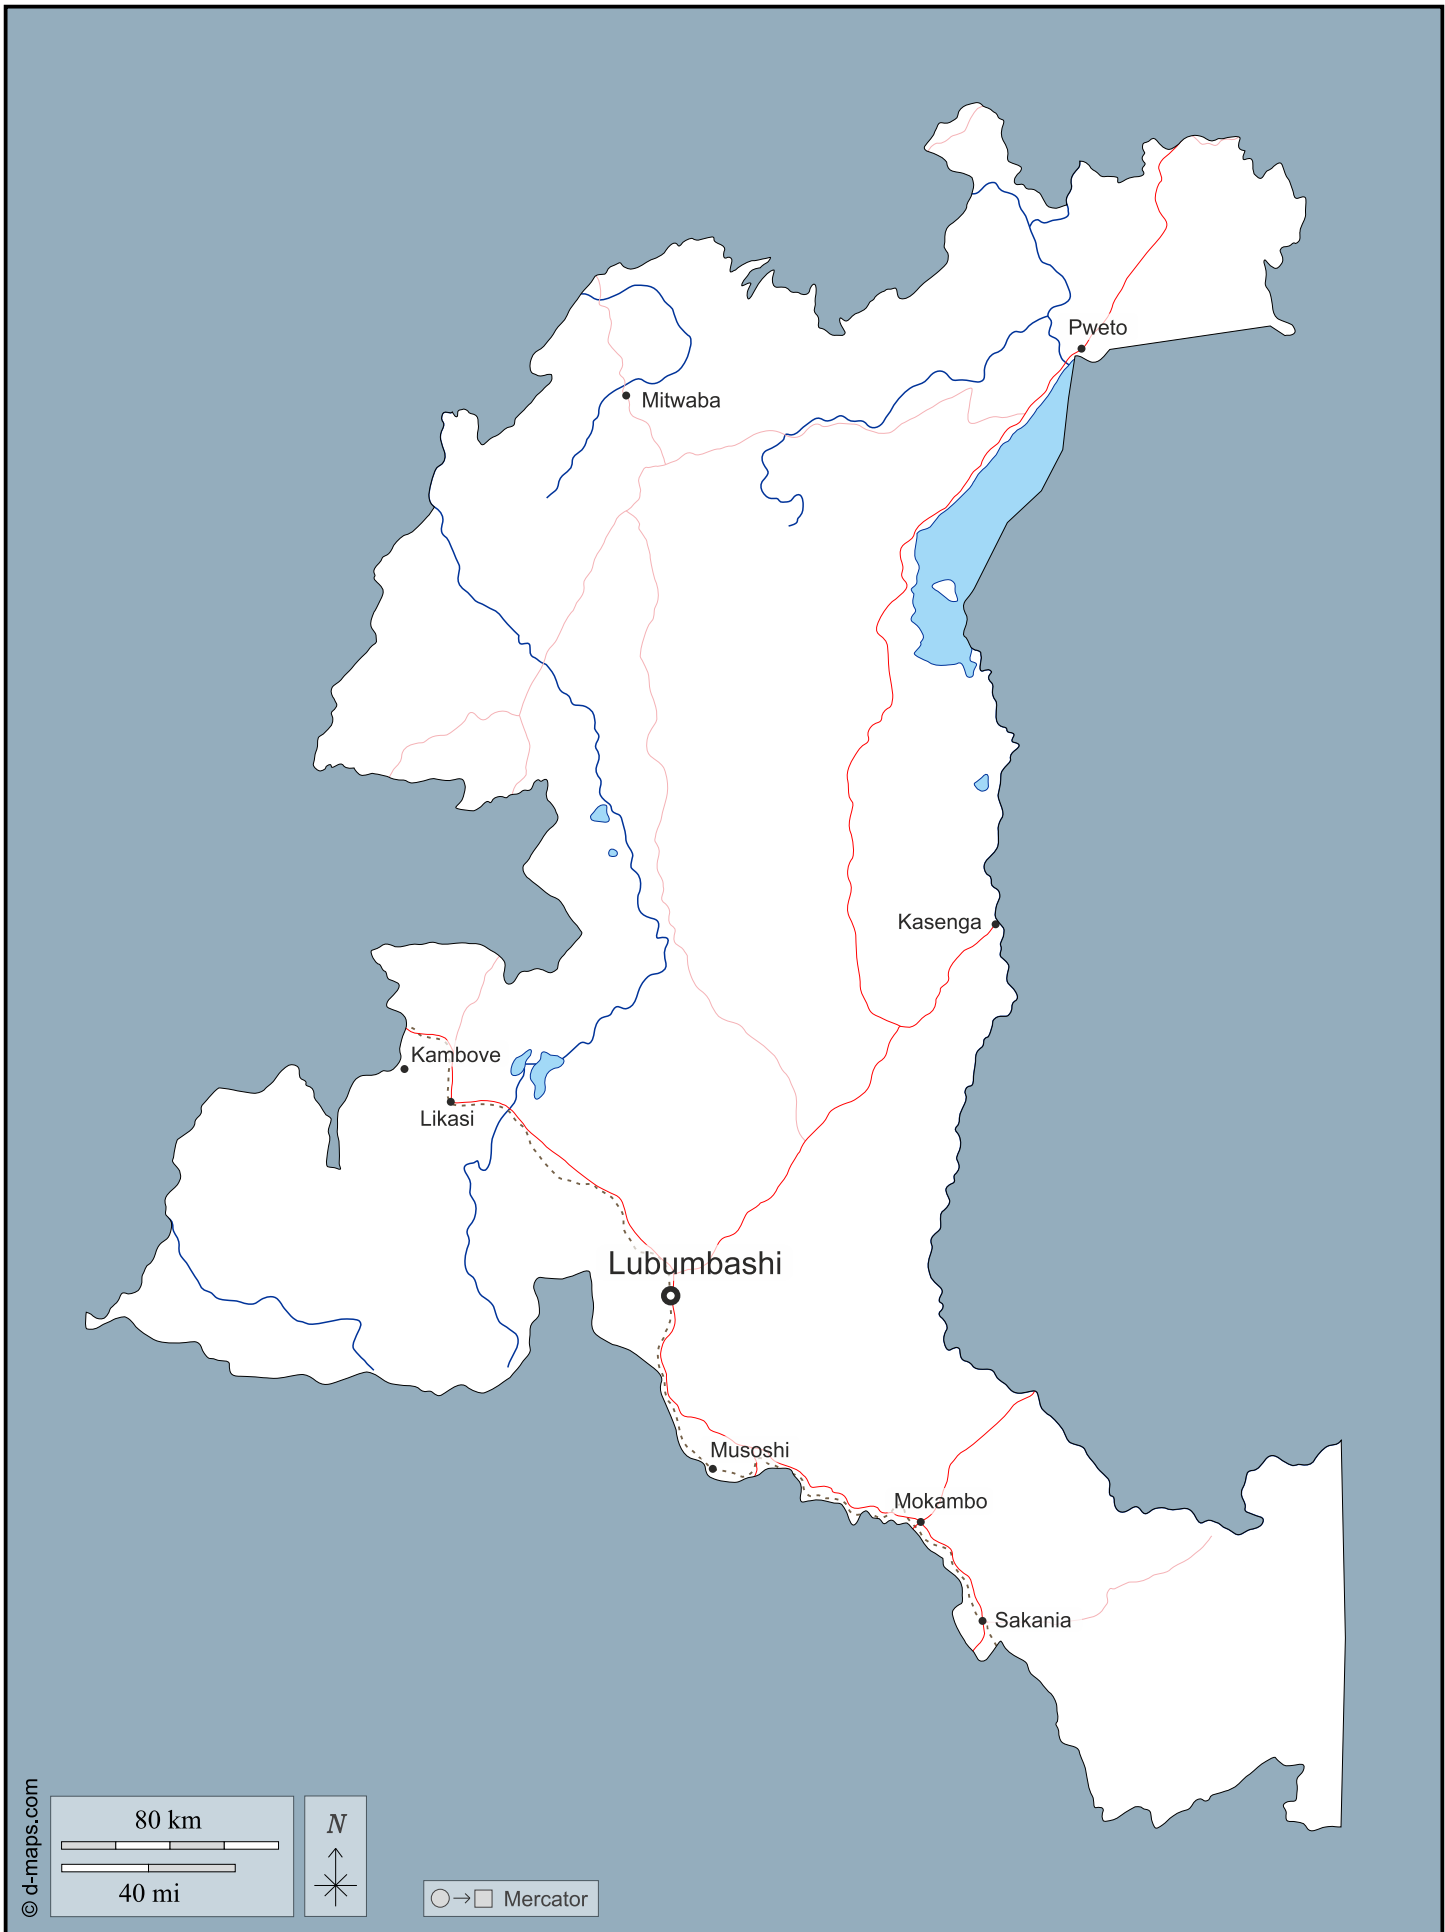 Pweto
Mitwaba
Kasenga
Kambove
Likasi
Lubumbashi
Musoshi
Mokambo
Sakania
80 km
40 mi
N
Mercator
© d-maps.com